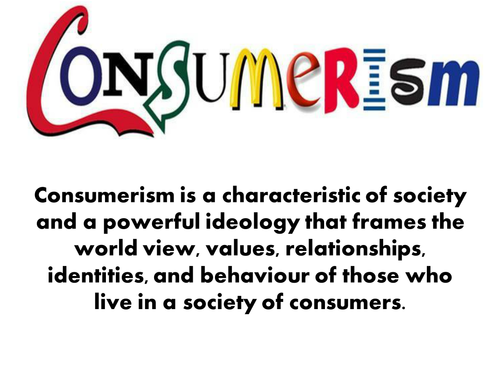 CONSUMERISM
Consumerism is a characteristic of society
and a powerful ideology that frames the
world view, values, relationships,
identities, and behaviour of those who
live in a society of consumers.